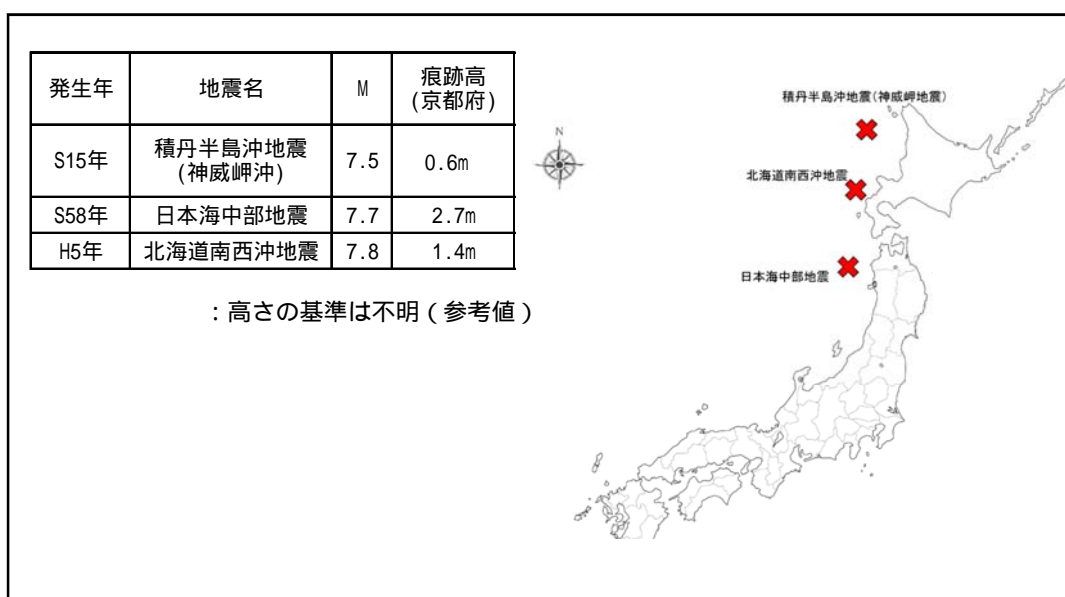 発生年 地震名 M 痕跡高
(京都府)
S15年 積丹半島沖地震
(神威岬沖) 7.5 0.6m
S58年 日本海中部地震 7.7 2.7m
H5年 北海道南西沖地震 7.8 1.4m
：高さの基準は不明（参考値）
積丹半島沖地震(神威岬地震)
N
北海道南西沖地震
日本海中部地震